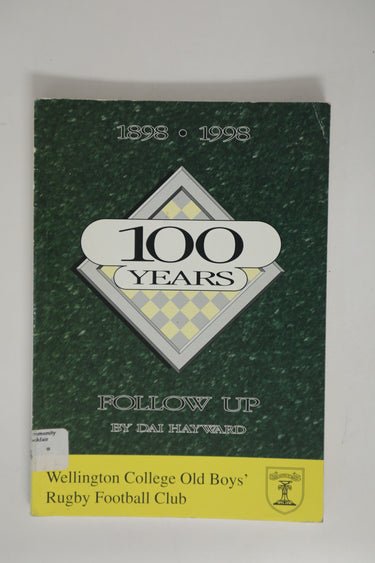 1898 • 1998
100
YEARS
FOLLOW UP
BY DAI HAYWARD
Wellington College Old Boys'
Rugby Football Club